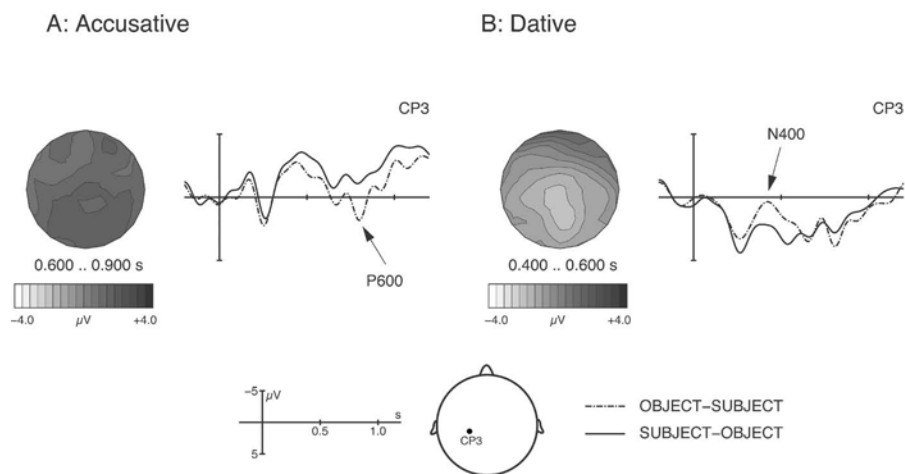 A: Accusative
B: Dative
CP3
CP3
N400
P600
0.600 .. 0.900 s
−4.0 µV +4.0
0.400 .. 0.600 s
−4.0 µV +4.0
−5
µV
s
0.5 1.0
5
CP3
OBJECT−SUBJECT
SUBJECT−OBJECT